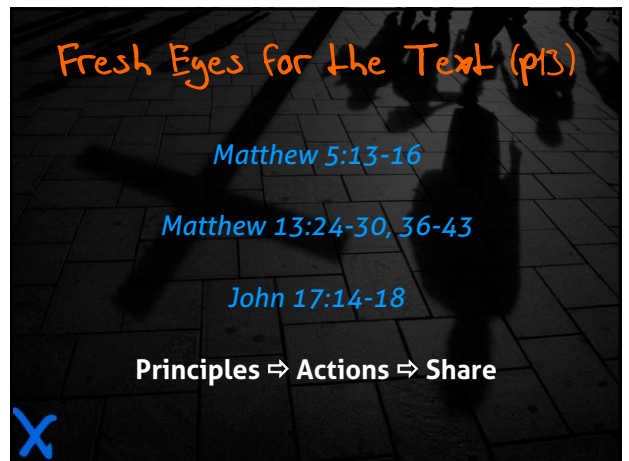 Fresh Eyes for the Text (p13)
Matthew 5:13-16
Matthew 13:24-30, 36-43
John 17:14-18
Principles ⇨ Actions ⇨ Share
X